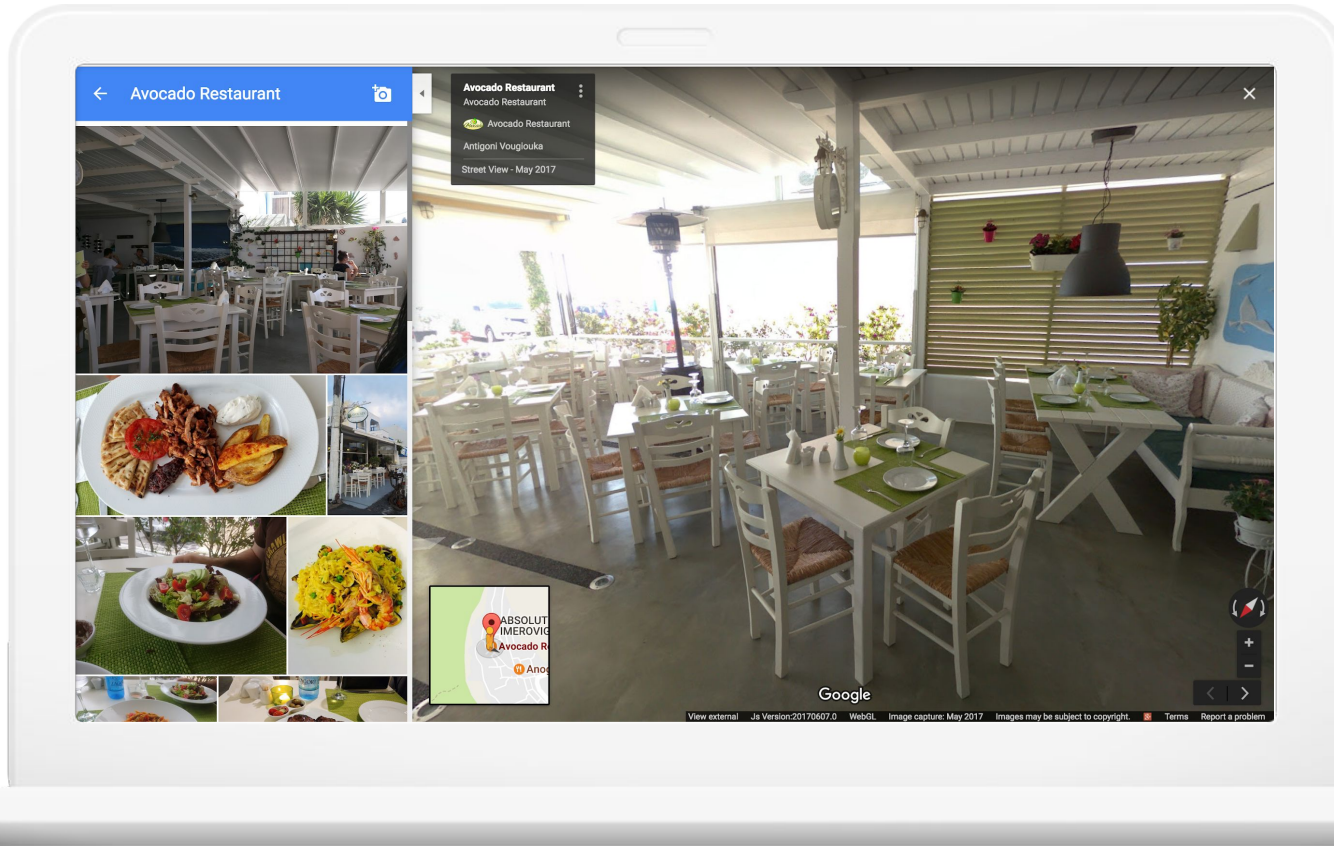 Avocado Restaurant
Avocado Restaurant
Avocado Restaurant
Avocado Restaurant
Antigoni Vougiouka
Street View - May 2017
ABSOLUT
IMEROVIG
Avocado R
Anog
Google
View external Js Version:20170607.0 WebGL Image capture: May 2017 Images may be subject to copyright. Terms Report a problem